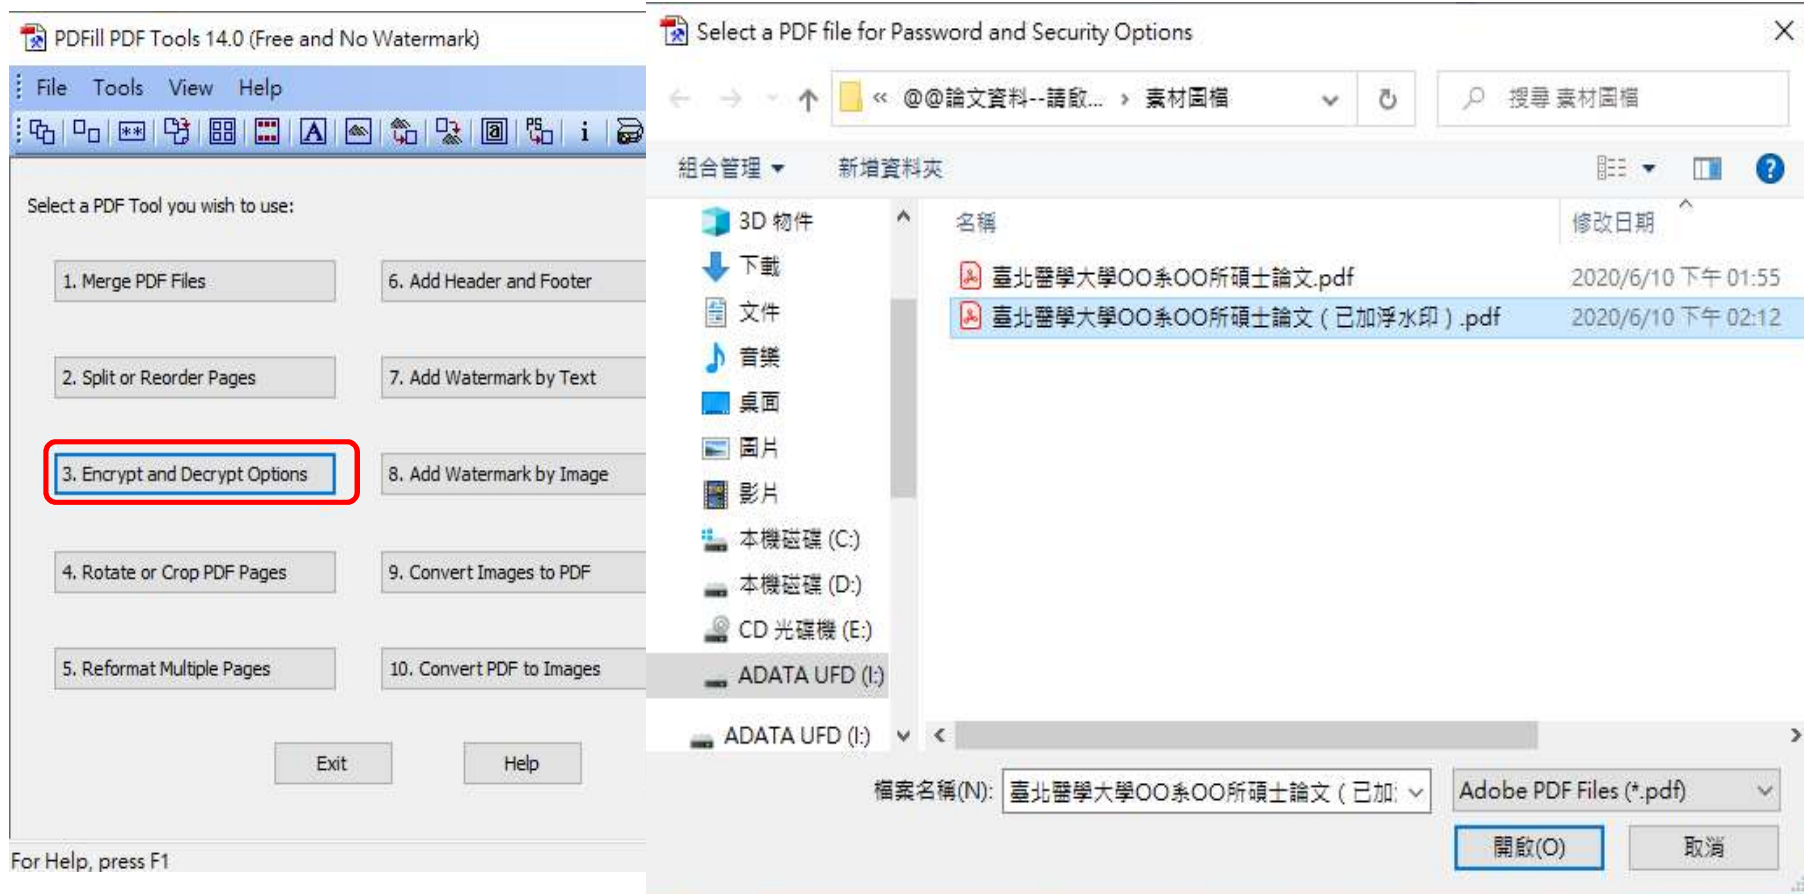 PDFill PDF Tools 14.0 (Free and No Watermark)
File Tools View Help
Select a PDF Tool you wish to use:
1. Merge PDF Files
6. Add Header and Footer
2. Split or Reorder Pages
7. Add Watermark by Text
3. Encrypt and Decrypt Options
8. Add Watermark by Image
4. Rotate or Crop PDF Pages
9. Convert Images to PDF
5. Reformat Multiple Pages
10. Convert PDF to Images
Exit
Help
For Help, press F1
Select a PDF file for Password and Security Options
« @@論文資料--請啟... › 素材圖檔
搜尋 素材圖檔
組合管理 新增資料夾
3D 物件
下載
文件
音樂
桌面
圖片
影片
本機磁碟 (C:)
本機磁碟 (D:)
CD 光碟機 (E:)
ADATA UFD (I:)
ADATA UFD (I:)
名稱 修改日期
臺北醫學大學OO系OO所碩士論文.pdf 2020/6/10 下午 01:55
臺北醫學大學OO系OO所碩士論文（已加浮水印）.pdf 2020/6/10 下午 02:12
檔案名稱(N): 臺北醫學大學OO系OO所碩士論文（已加
Adobe PDF Files (*.pdf)
開啟(O)
取消